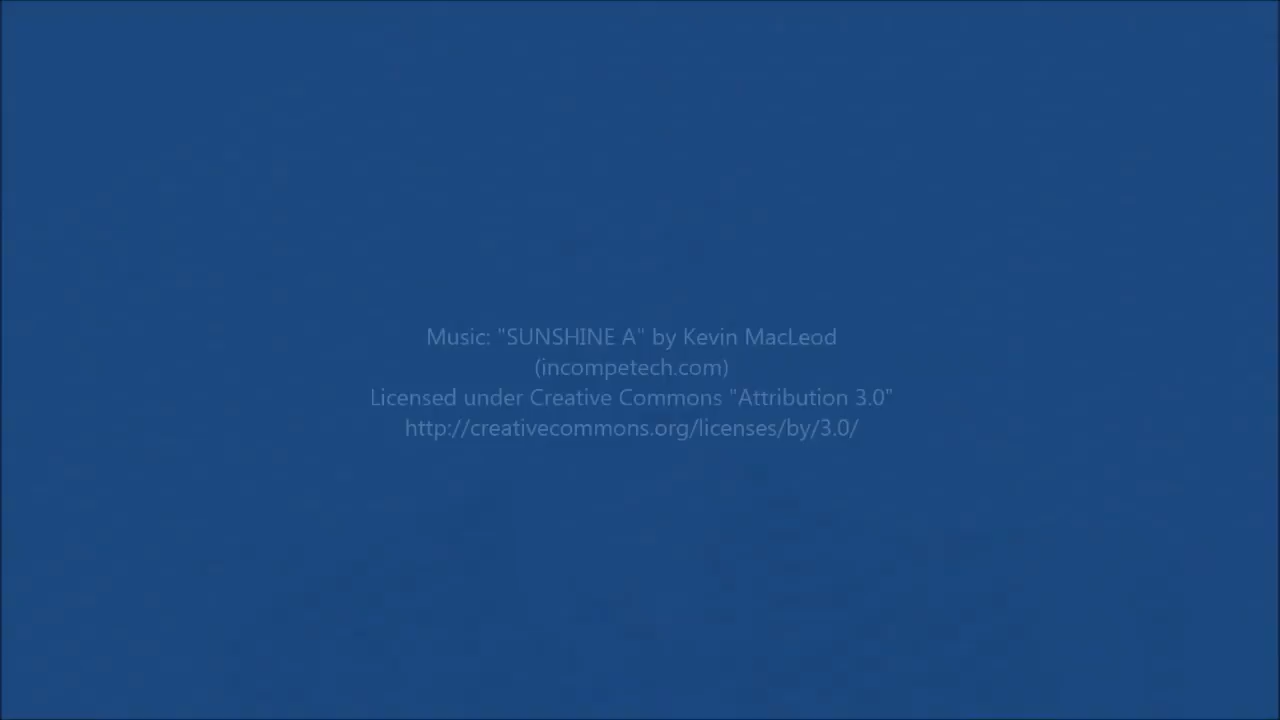 Music: "SUNSHINE A" by Kevin MacLeod
(incompetech.com)
Licensed under Creative Commons "Attribution 3.0"
http://creativecommons.org/licenses/by/3.0/